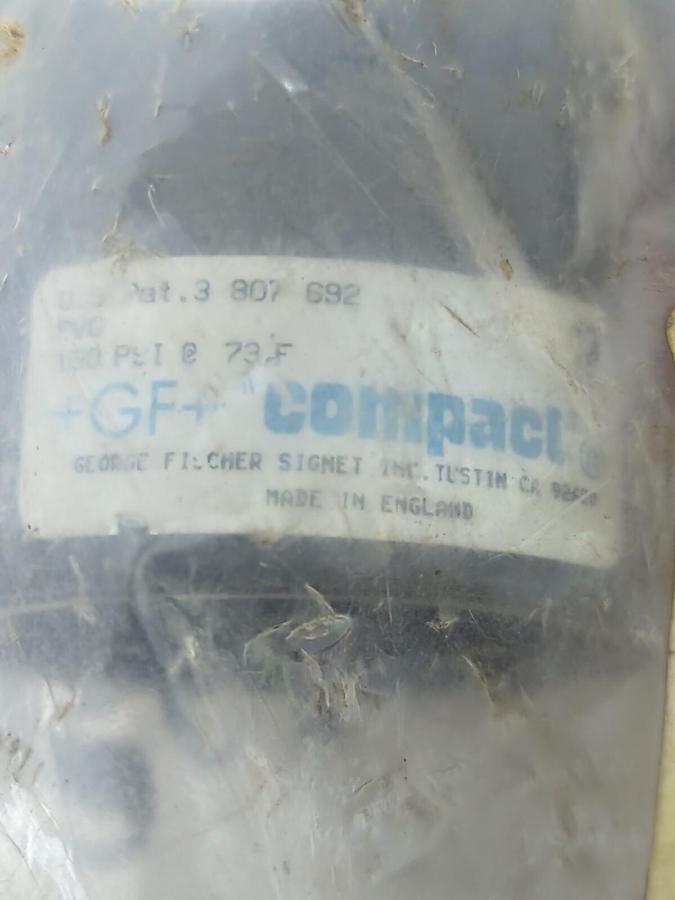 U.S. Pat.3 807 692
PVC
PSI @ 73 F
+GF+ "compact"®
GEORGE FISCHER SIGNET INC. TUSTIN CA
MADE IN ENGLAND